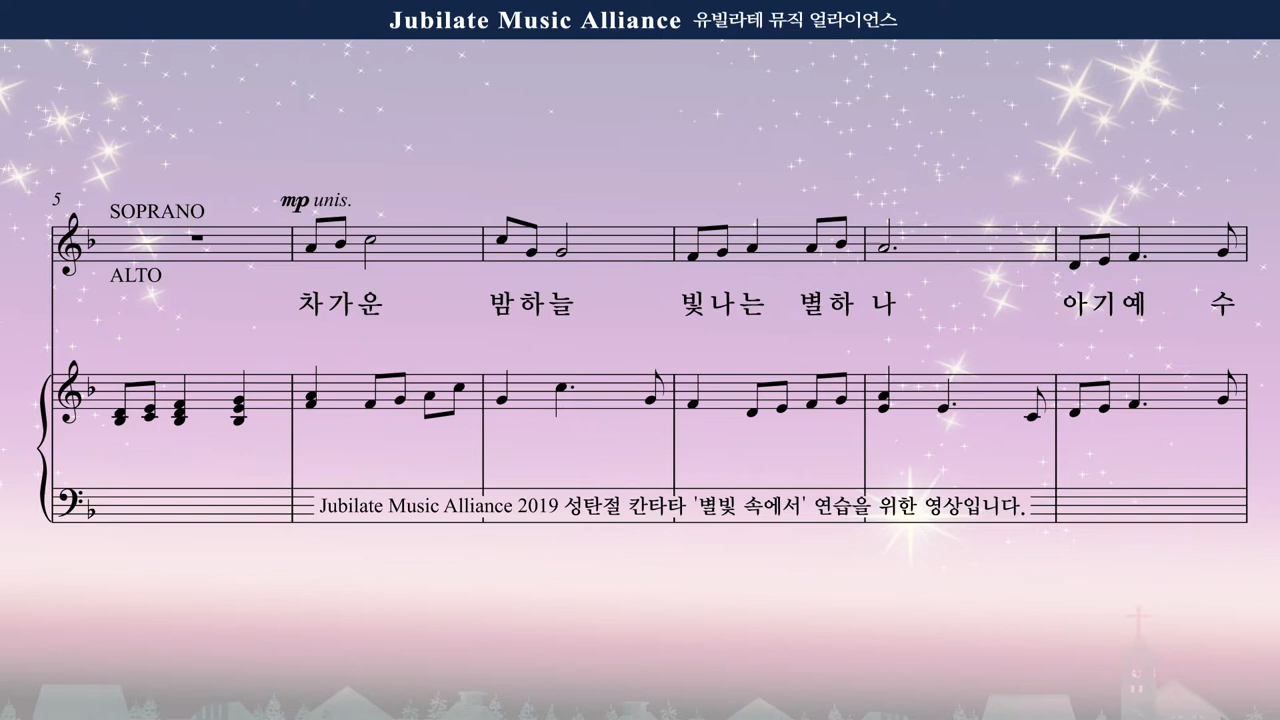 Jubilate Music Alliance 유빌라테 뮤직 얼라이언스
5
SOPRANO
mp unis.
ALTO
차가운 밤하늘 빛나는 별하나 아기예수
Jubilate Music Alliance 2019 성탄절 칸타타 '별빛 속에서' 연습을 위한 영상입니다.